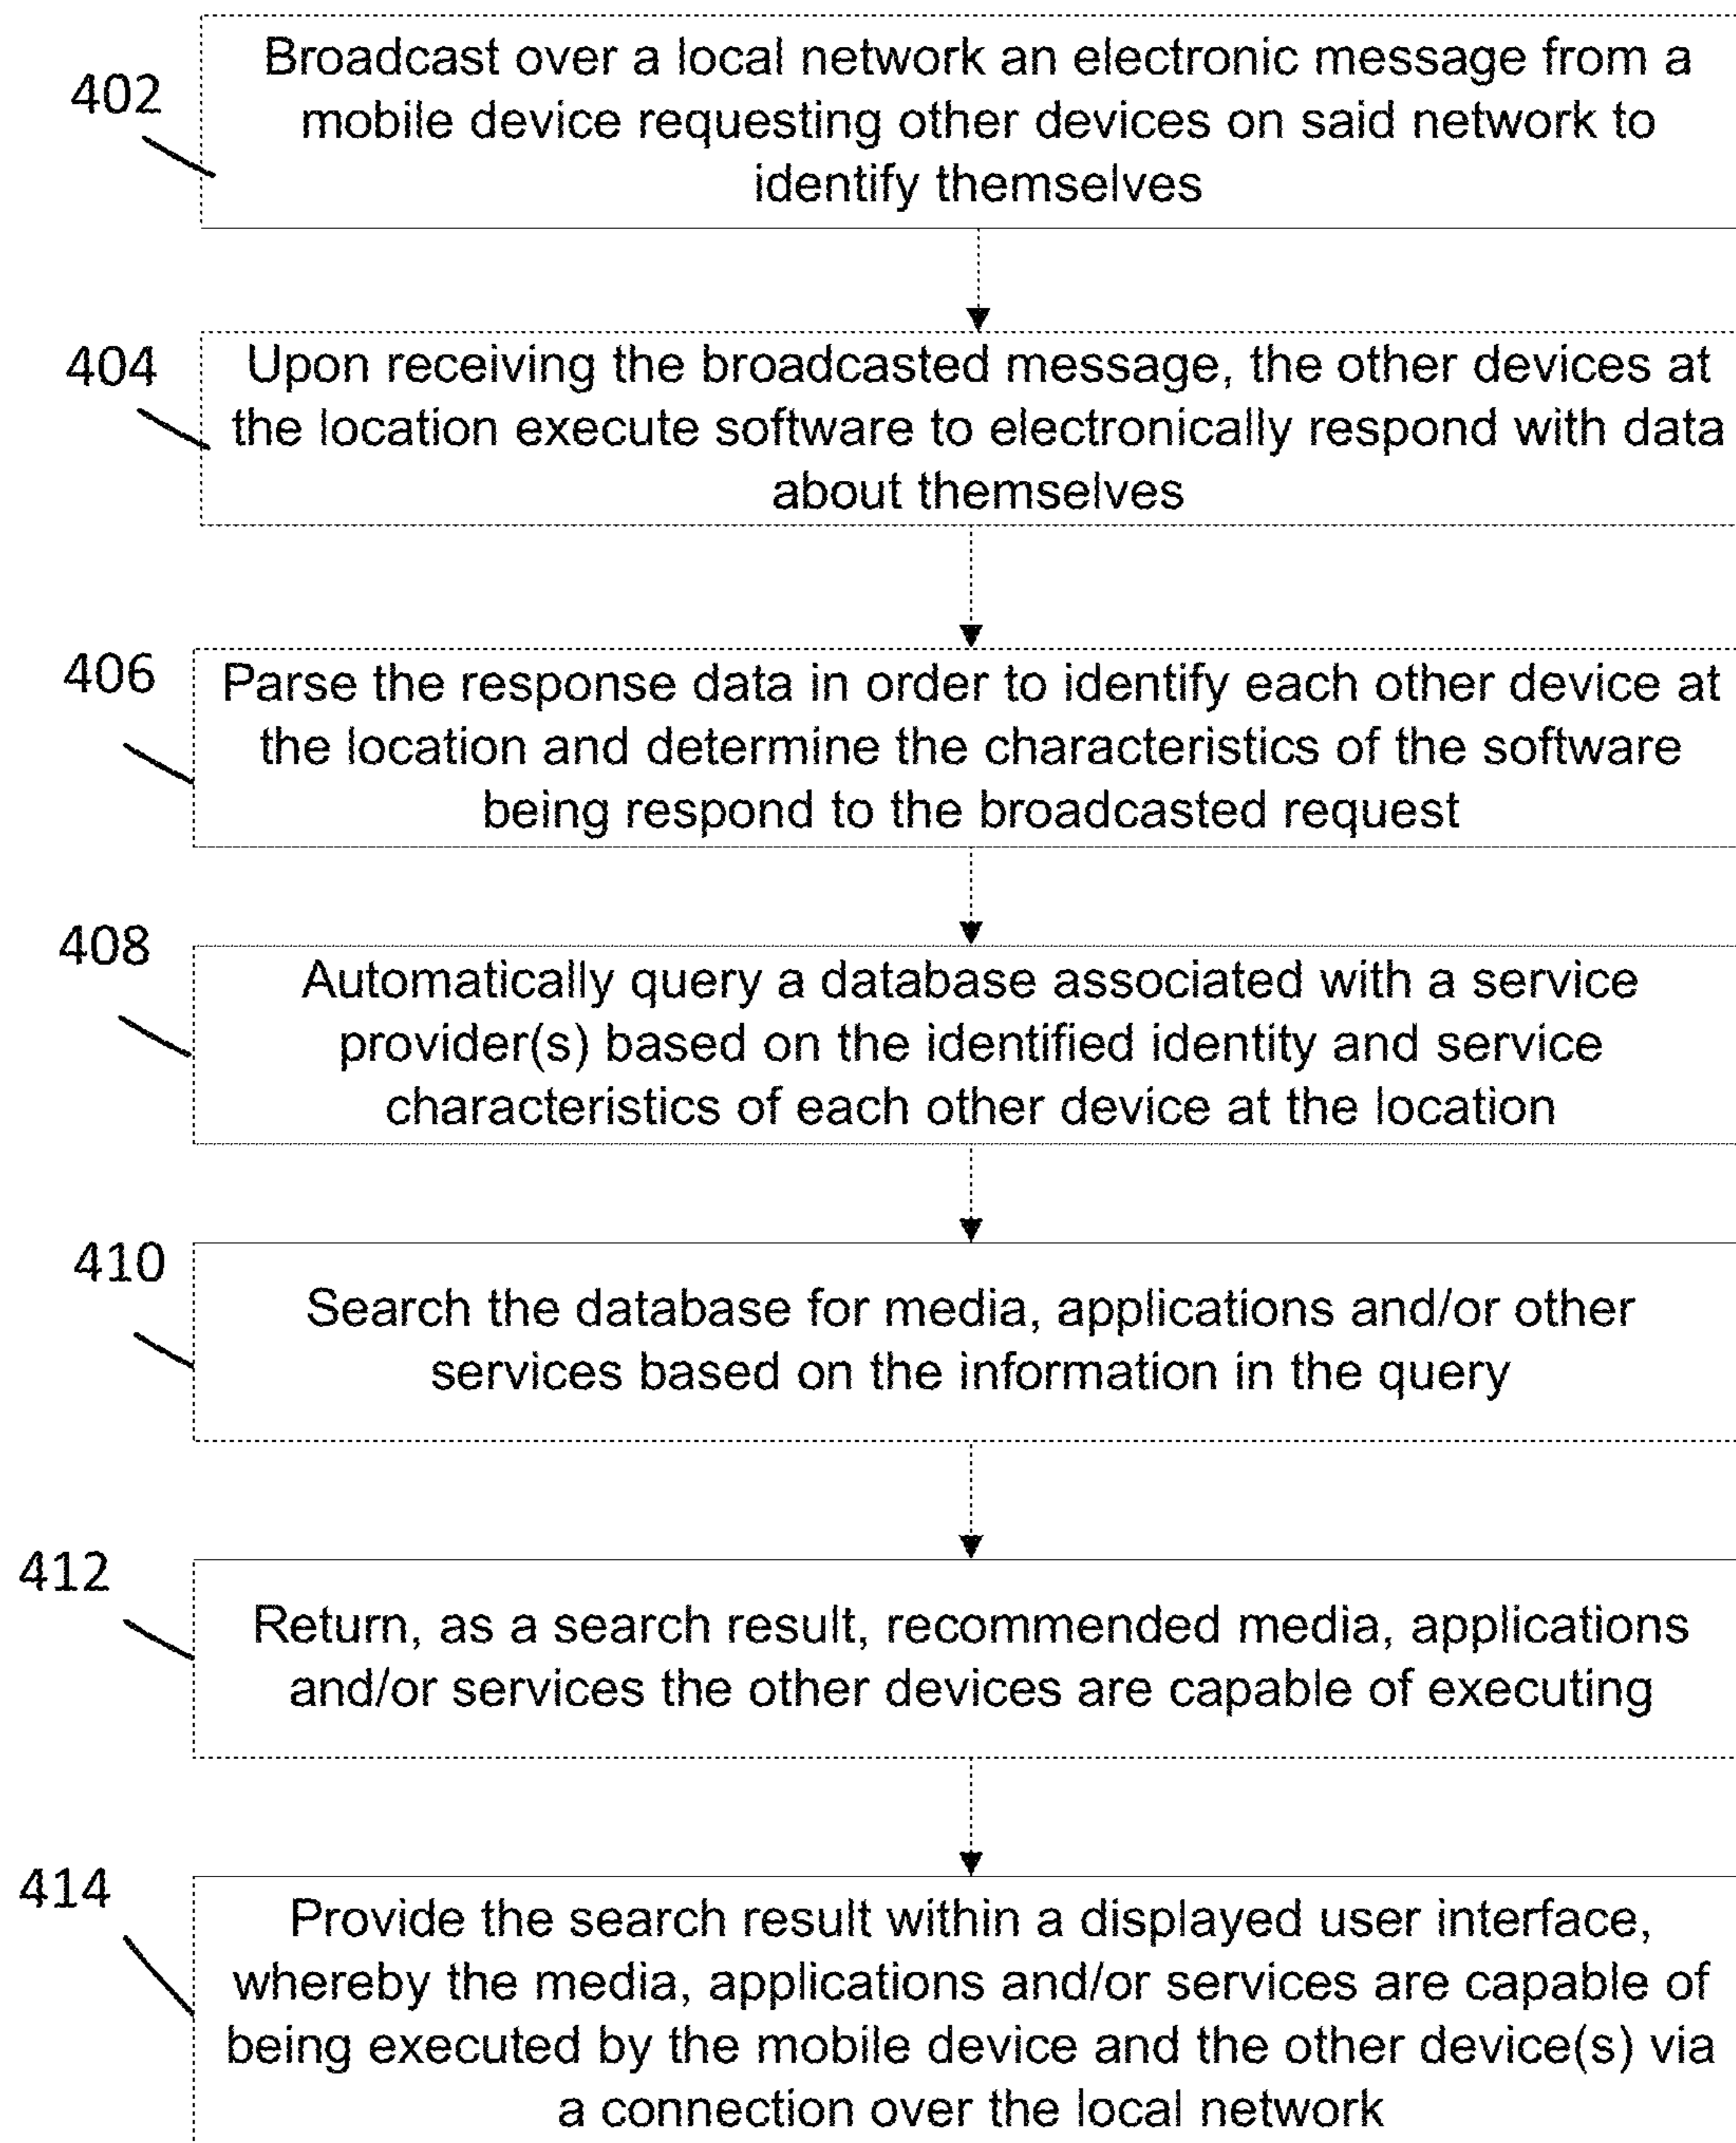 402
Broadcast over a local network an electronic message from a
mobile device requesting other devices on said network to
identify themselves
404
Upon receiving the broadcasted message, the other devices at
the location execute software to electronically respond with data
about themselves
406
Parse the response data in order to identify each other device at
the location and determine the characteristics of the software
being respond to the broadcasted request
408
Automatically query a database associated with a service
provider(s) based on the identified identity and service
characteristics of each other device at the location
410
Search the database for media, applications and/or other
services based on the information in the query
412
Return, as a search result, recommended media, applications
and/or services the other devices are capable of executing
414
Provide the search result within a displayed user interface,
whereby the media, applications and/or services are capable of
being executed by the mobile device and the other device(s) via
a connection over the local network